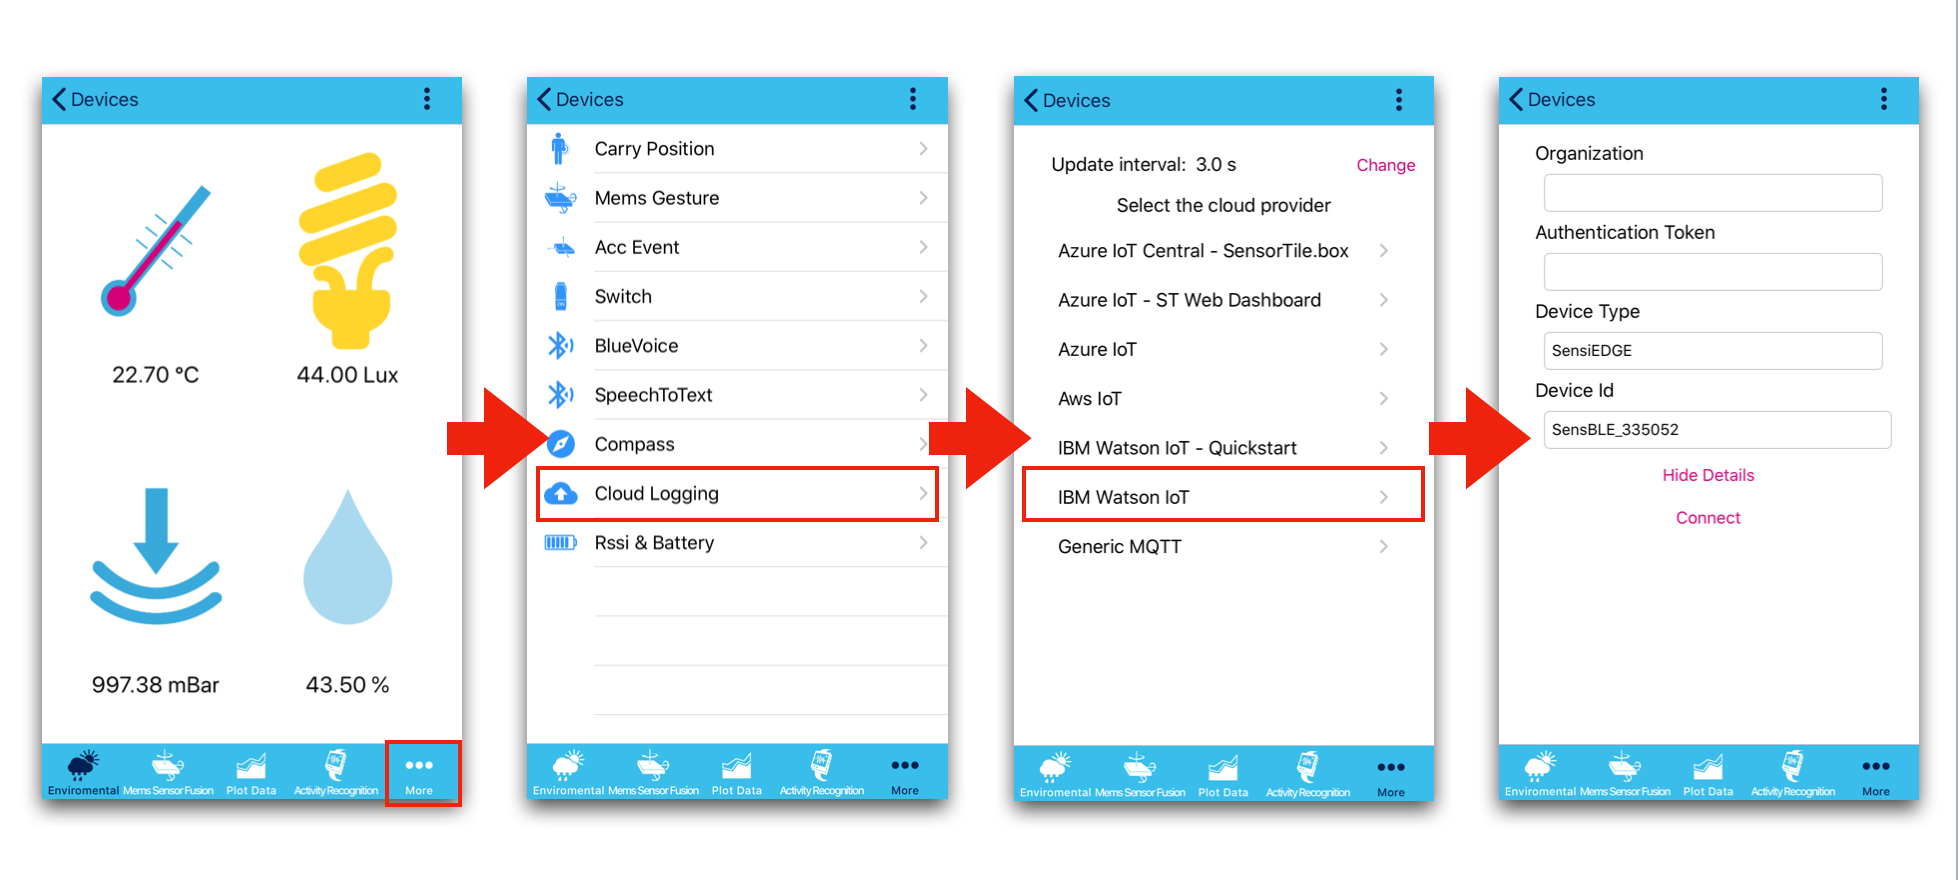 Devices
22.70 °C
44.00 Lux
997.38 mBar
43.50 %
Enviromental
Mems Sensor Fusion
Plot Data
Activity Recognition
More
Devices
Carry Position
Mems Gesture
Acc Event
Switch
BlueVoice
SpeechToText
Compass
Cloud Logging
Rssi & Battery
Enviromental
Mems Sensor Fusion
Plot Data
Activity Recognition
More
Devices
Update interval: 3.0 s
Change
Select the cloud provider
Azure IoT Central - SensorTile.box
Azure IoT - ST Web Dashboard
Azure IoT
Aws IoT
IBM Watson IoT - Quickstart
IBM Watson IoT
Generic MQTT
Enviromental
Mems Sensor Fusion
Plot Data
Activity Recognition
More
Devices
Organization
Authentication Token
Device Type
SensiEDGE
Device Id
SensBLE_335052
Hide Details
Connect
Enviromental
Mems Sensor Fusion
Plot Data
Activity Recognition
More